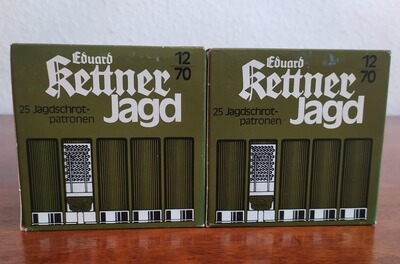 Eduard
Kettner
12
70
Jagd
25 Jagdschrot-
patronen
Eduard
Kettner
12
70
Jagd
25 Jagdschrot-
patronen